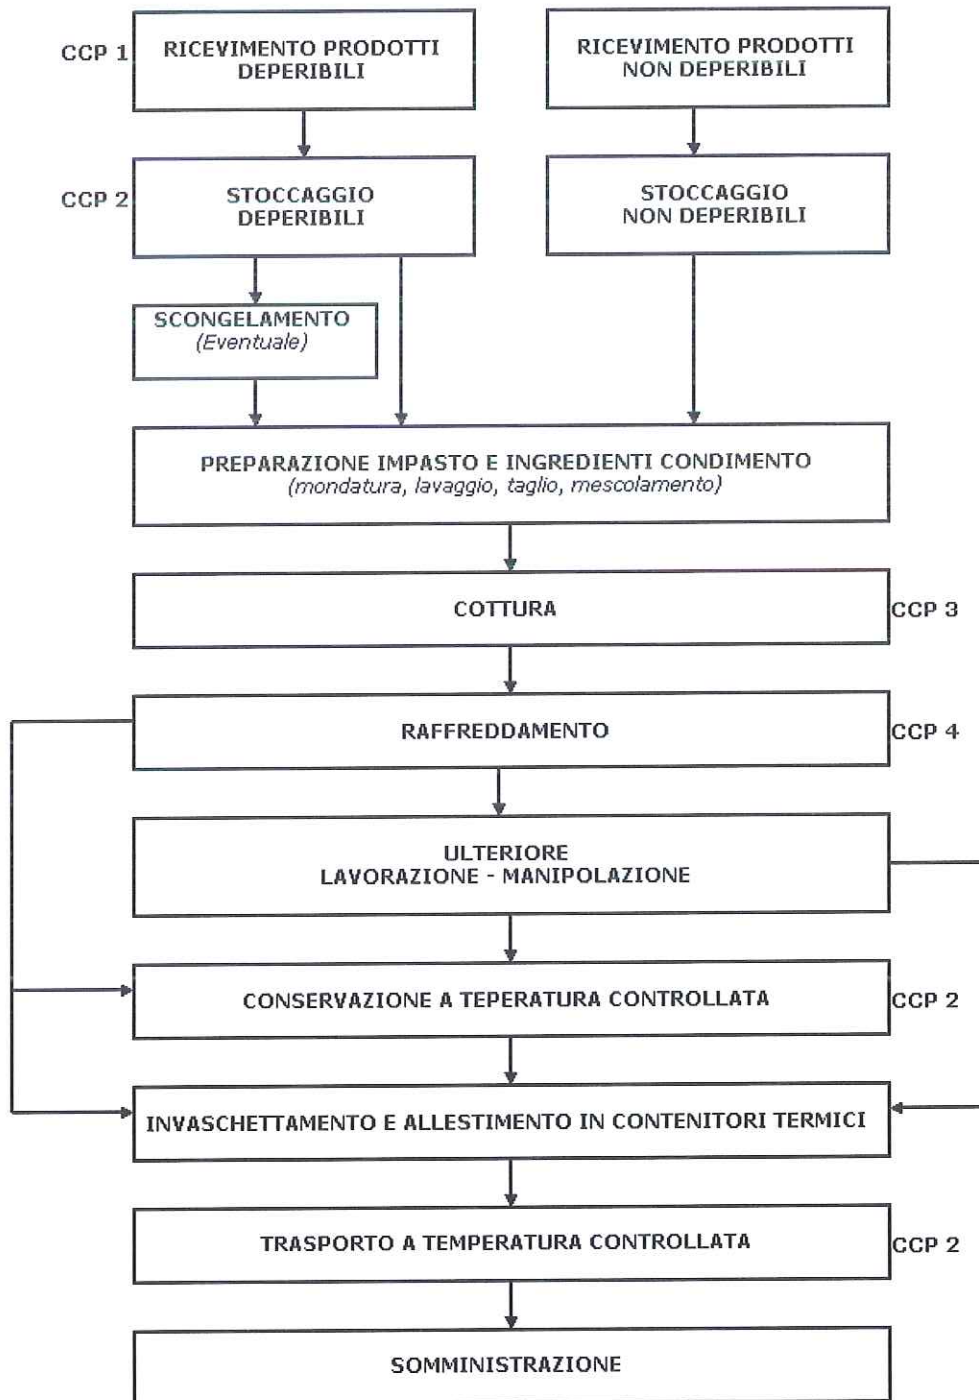 CCP 1
RICEVIMENTO PRODOTTI
DEPERIBILI
RICEVIMENTO PRODOTTI
NON DEPERIBILI
CCP 2
STOCCAGGIO
DEPERIBILI
STOCCAGGIO
NON DEPERIBILI
SCONGELAMENTO
(Eventuale)
PREPARAZIONE IMPASTO E INGREDIENTI CONDIMENTO
(mondatura, lavaggio, taglio, mescolamento)
COTTURA
CCP 3
RAFFREDDAMENTO
CCP 4
ULTERIORE
LAVORAZIONE - MANIPOLAZIONE
CONSERVAZIONE A TEPERATURA CONTROLLATA
CCP 2
INVASCHETTAMENTO E ALLESTIMENTO IN CONTENITORI TERMICI
TRASPORTO A TEMPERATURA CONTROLLATA
CCP 2
SOMMINISTRAZIONE